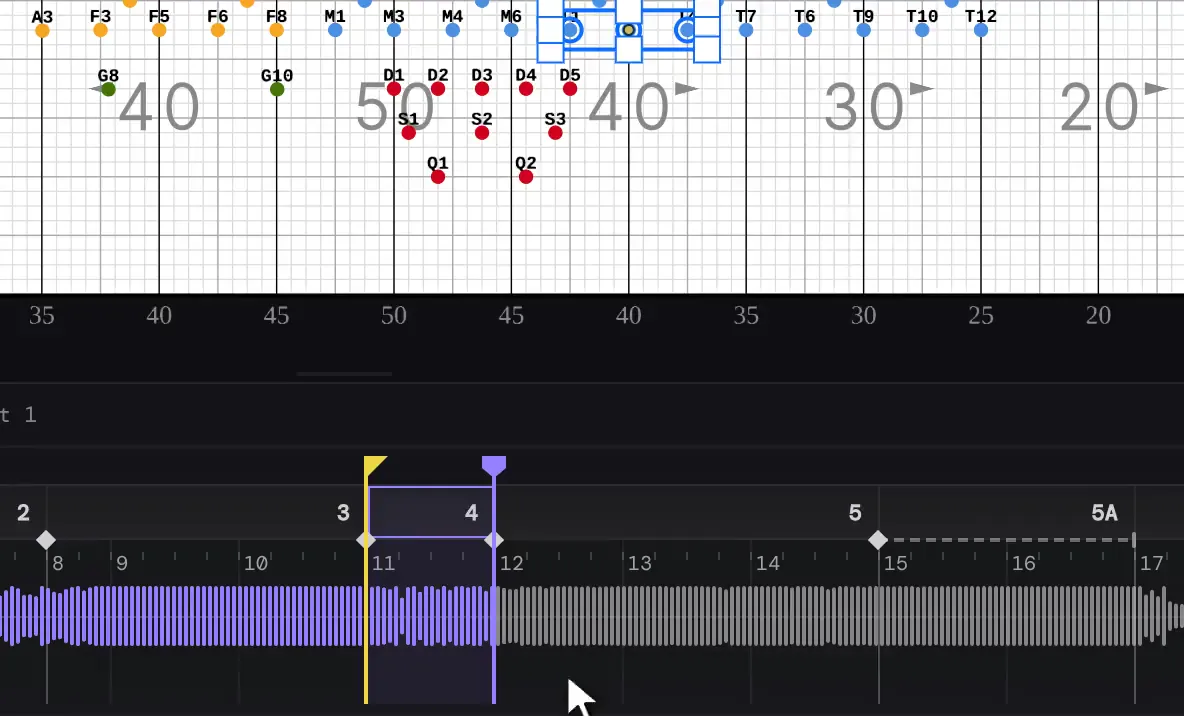 A3 F3 F5 F6 F8 M1 M3 M4 M6 T7 T6 T9 T10 T12
G8 G10 D1 D2 D3 D4 D5
40 50 40 30 20
S1 S2 S3
Q1 Q2
35 40 45 50 45 40 35 30 25 20
t 1
2 3 4 5 5A
8 9 10 11 12 13 14 15 16 17